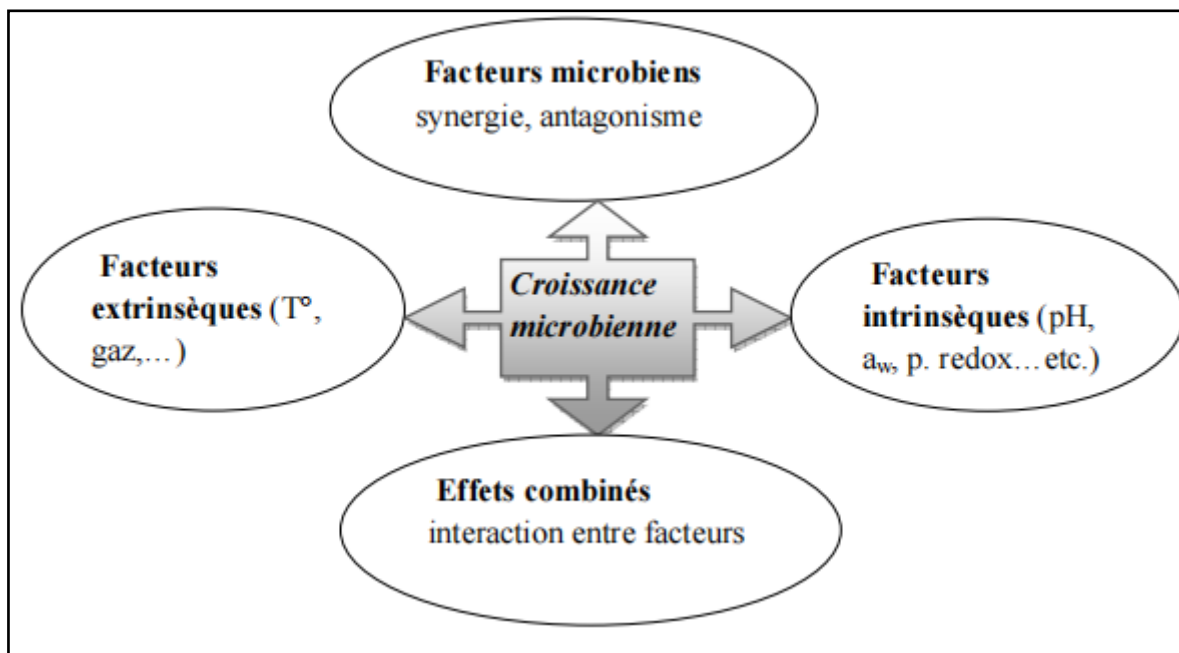 Facteurs microbiens
synergie, antagonisme
Facteurs
extrinsèques (T°,
gaz,…)
Croissance
microbienne
Facteurs
intrinsèques (pH,
aw, p. redox…etc.)
Effets combinés
interaction entre facteurs